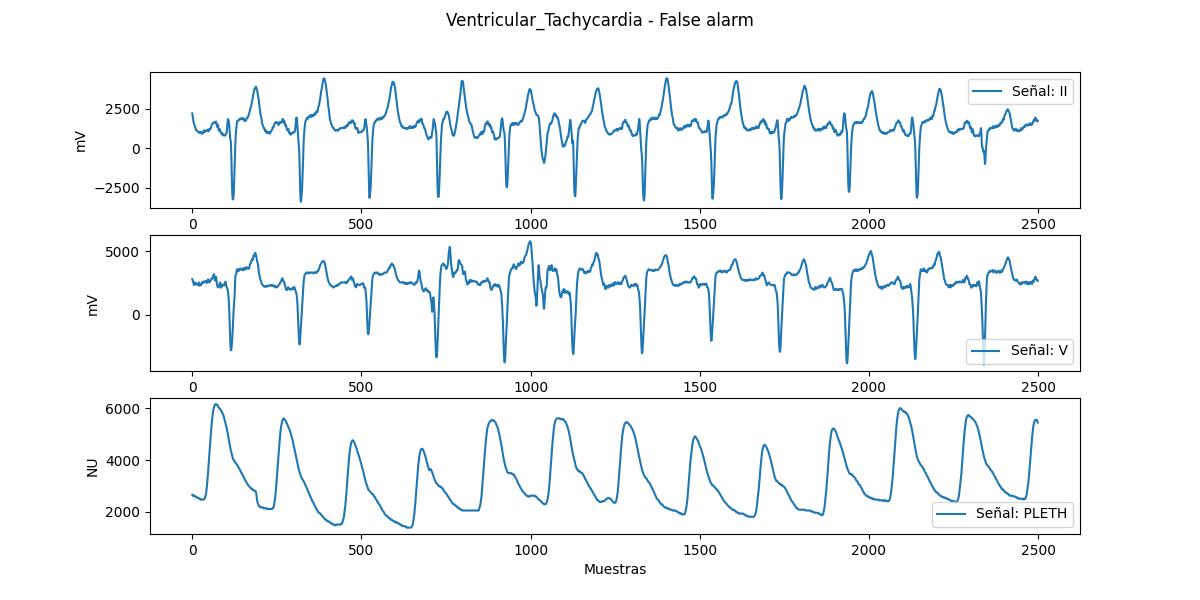 Ventricular_Tachycardia - False alarm
2500
0
−2500
mV
Señal: II
0 500 1000 1500 2000 2500
5000
0
mV
Señal: V
0 500 1000 1500 2000 2500
6000
4000
2000
NU
Señal: PLETH
0 500 1000 1500 2000 2500
Muestras